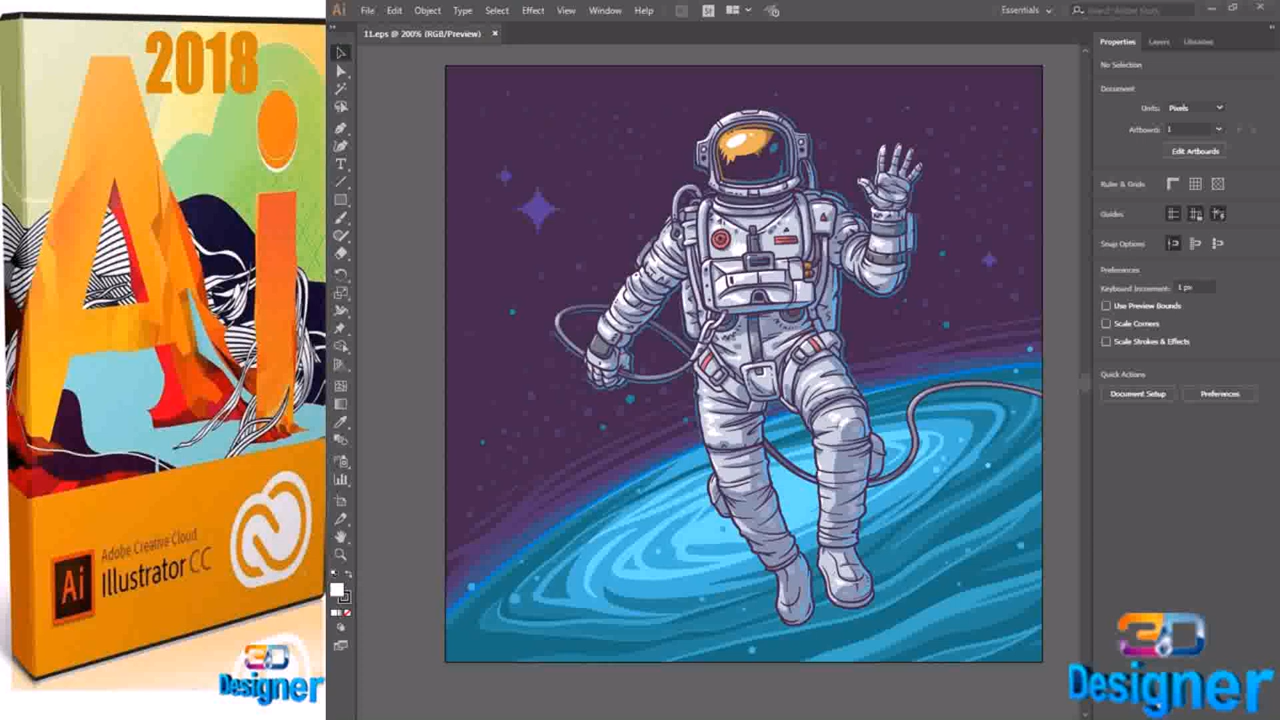 2018
Ai
Adobe Creative Cloud
Ai
Illustrator CC
3D
Designer
Ai File Edit Object Type Select Effect View Window Help
St
Essentials
11.eps @ 200% (RGB/Preview) ×
T
Properties Layers Libraries
No Selection
Document
Units: Pixels
Artboard: 1
Edit Artboards
Ruler & Grids
Guides
Snap Options
Preferences
Keyboard Increment: 1 px
Use Preview Bounds
Scale Corners
Scale Strokes & Effects
Quick Actions
Document Setup Preferences
3D
Designer